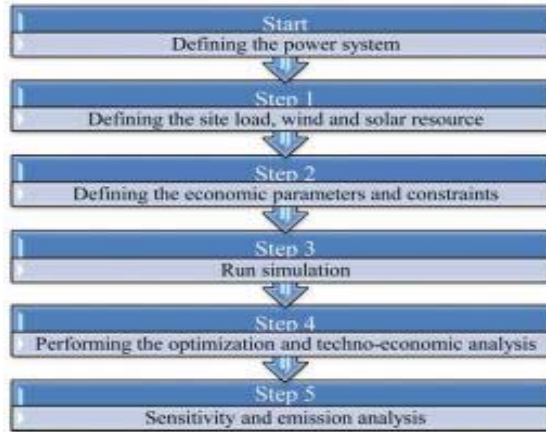 Start
Defining the power system
Step 1
Defining the site load, wind and solar resource
Step 2
Defining the economic parameters and constraints
Step 3
Run simulation
Step 4
Performing the optimization and techno-economic analysis
Step 5
Sensitivity and emission analysis